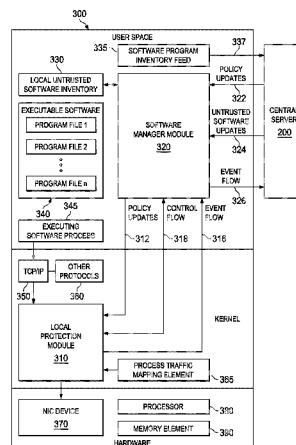 300
USER SPACE
335
SOFTWARE PROGRAM
INVENTORY FEED
337
330
LOCAL UNTRUSTED
SOFTWARE INVENTORY
POLICY
UPDATES
322
EXECUTABLE SOFTWARE
PROGRAM FILE 1
PROGRAM FILE 2
PROGRAM FILE n
SOFTWARE
MANAGER MODULE
320
UNTRUSTED
SOFTWARE
UPDATES
324
CENTRAL
SERVER
200
EVENT
FLOW
326
340
345
EXECUTING
SOFTWARE PROCESS
POLICY
UPDATES
312
CONTROL
FLOW
318
EVENT
FLOW
316
TCP/IP
350
OTHER
PROTOCOLS
360
KERNEL
LOCAL
PROTECTION
MODULE
310
PROCESS TRAFFIC
MAPPING ELEMENT
365
NIC DEVICE
370
PROCESSOR
380
MEMORY ELEMENT
HARDWARE